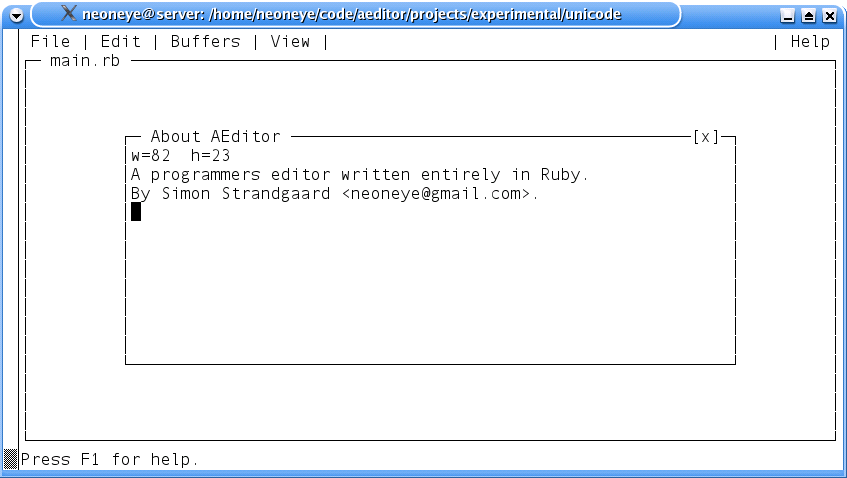 neoneye@server: /home/neoneye/code/aeditor/projects/experimental/unicode
File | Edit | Buffers | View | | Help
main.rb
About AEditor [x]
w=82 h=23
A programmers editor written entirely in Ruby.
By Simon Strandgaard <neoneye@gmail.com>.
Press F1 for help.